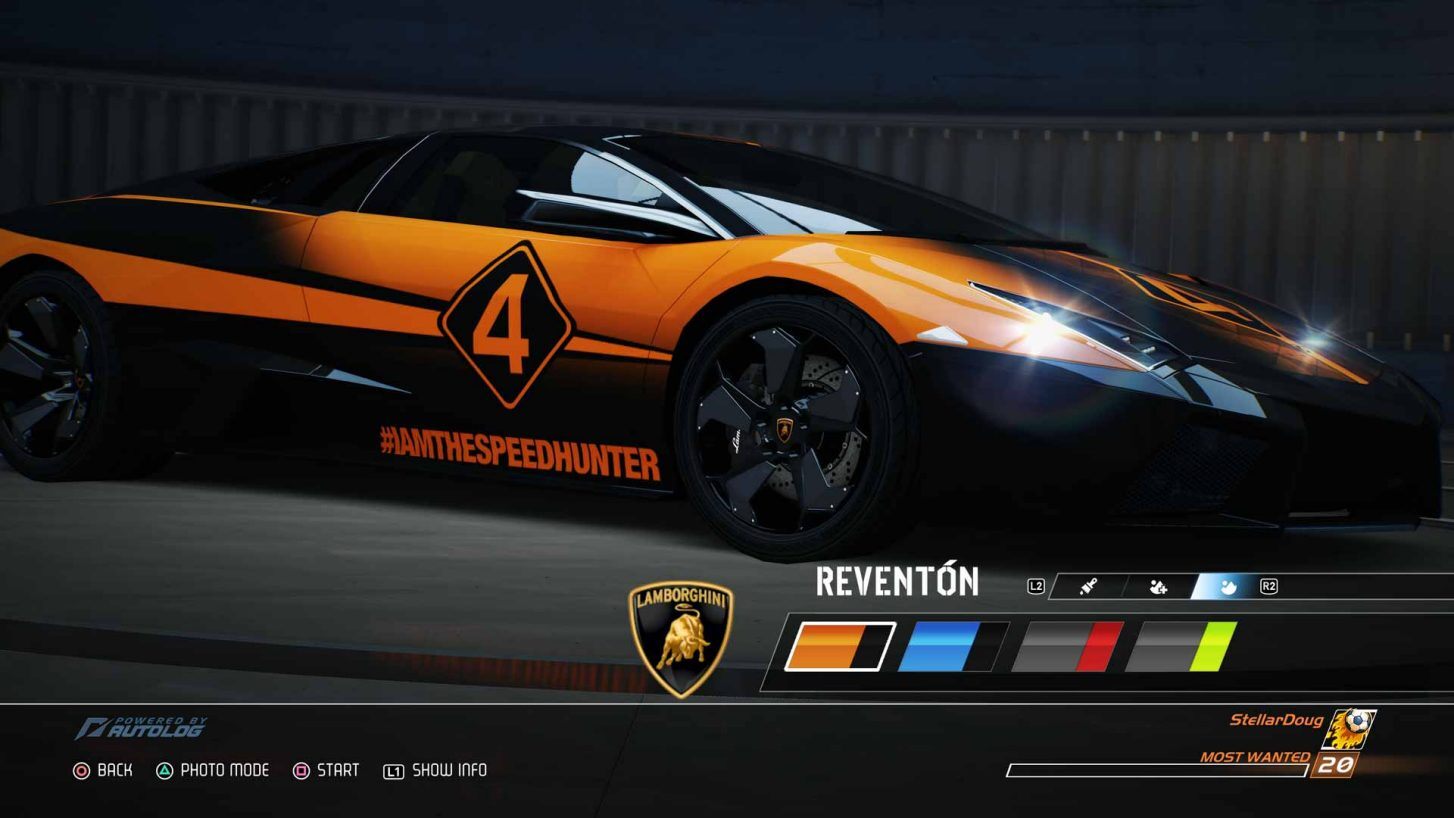 4
#IAMTHESPEEDHUNTER
REVENTÓN
L2
R2
LAMBORGHINI
POWERED BY
AUTOLOG
StellarDoug
MOST WANTED
20
BACK
PHOTO MODE
START
L1 SHOW INFO